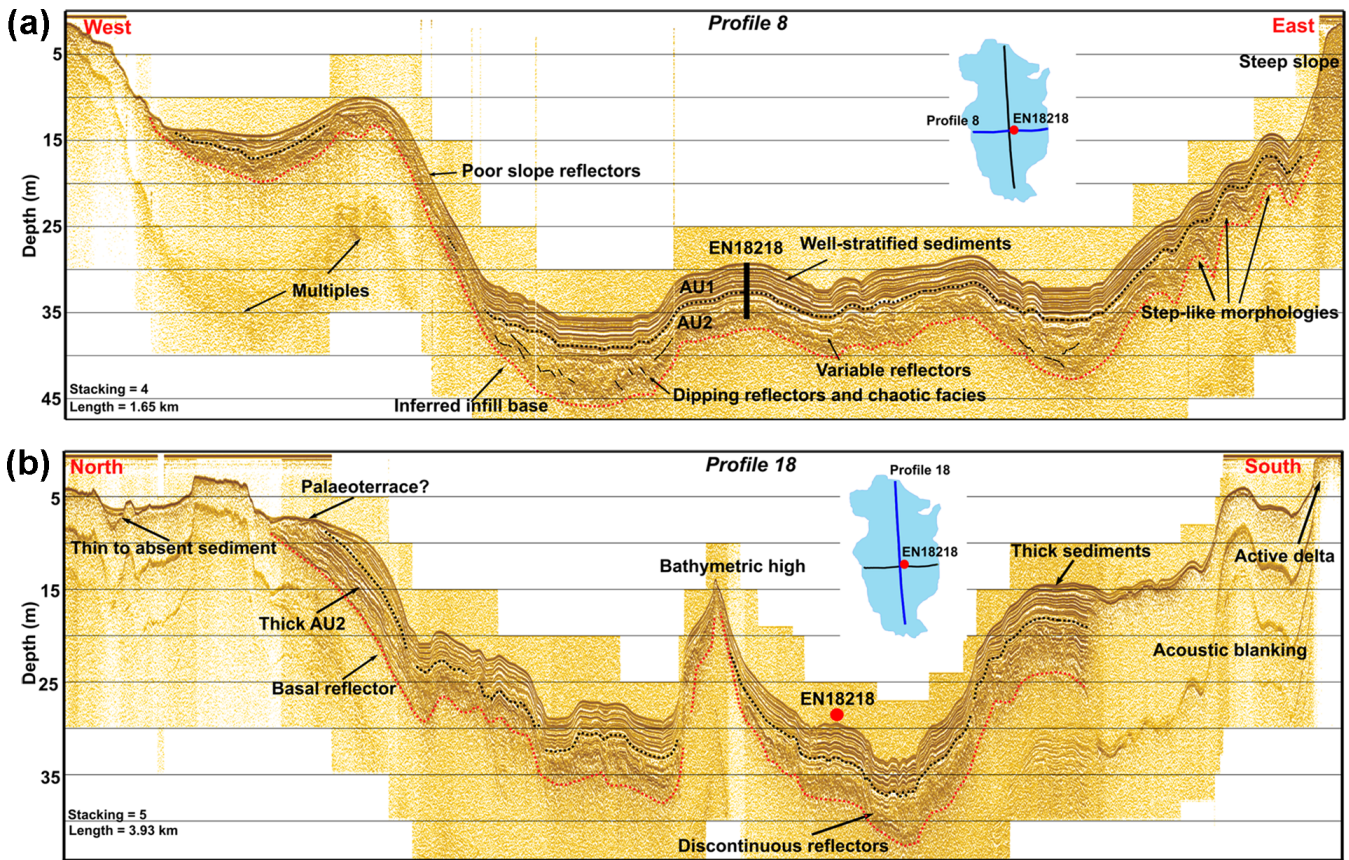 (a)
West
Profile 8
East
Steep slope
5
Profile 8
EN18218
15
Poor slope reflectors
Depth (m)
25
EN18218
Well-stratified sediments
AU1
Multiples
35
AU2
Step-like morphologies
Variable reflectors
Stacking = 4
Dipping reflectors and chaotic facies
45
Length = 1.65 km
Inferred infill base
(b)
North
Profile 18
South
Profile 18
Palaeoterrace?
5
Thin to absent sediment
EN18218
Thick sediments
Active delta
Bathymetric high
15
Thick AU2
Depth (m)
Acoustic blanking
25
Basal reflector
EN18218
35
Stacking = 5
Length = 3.93 km
Discontinuous reflectors